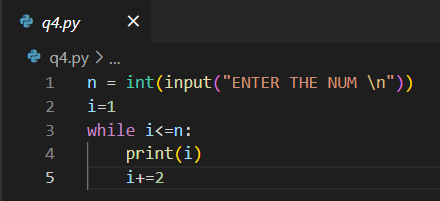 q4.py ×
q4.py > ...
1 n = int(input("ENTER THE NUM \n"))
2 i=1
3 while i<=n:
4     print(i)
5     i+=2